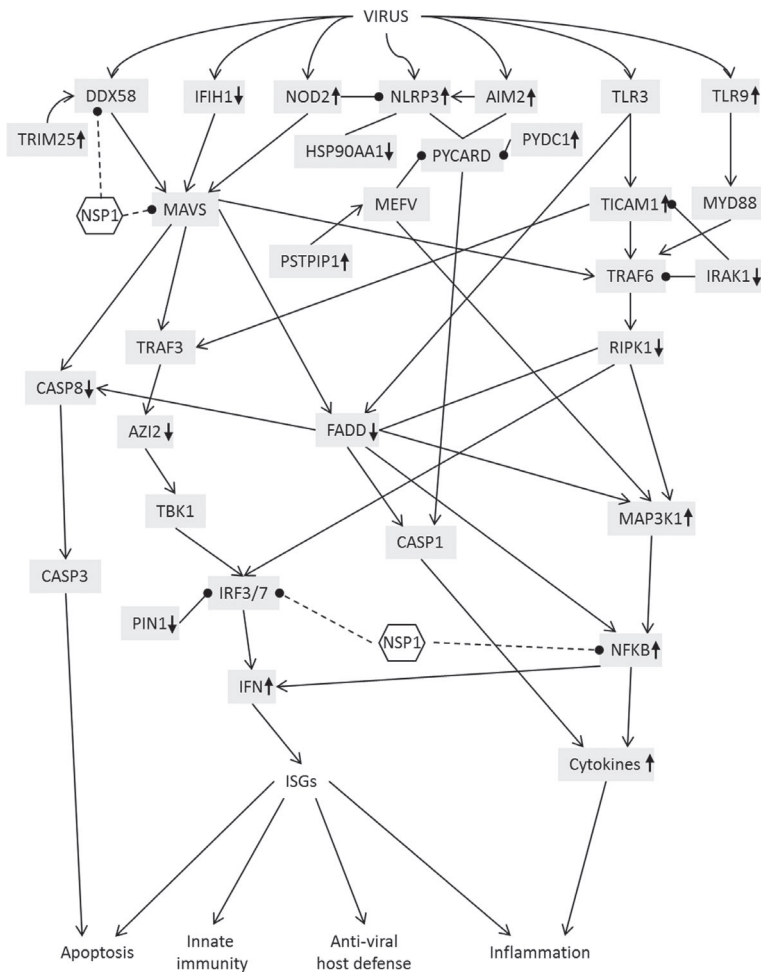 VIRUS
DDX58
IFIH1
NOD2
NLRP3
AIM2
TLR3
TLR9
TRIM25
HSP90AA1
PYCARD
PYDC1
NSP1
MAVS
MEFV
TICAM1
MYD88
PSTPIP1
TRAF6
IRAK1
TRAF3
RIPK1
CASP8
AZI2
FADD
TBK1
CASP1
MAP3K1
CASP3
IRF3/7
PIN1
NSP1
NFKB
IFN
ISGs
Cytokines
Apoptosis
Innate
immunity
Anti-viral
host defense
Inflammation